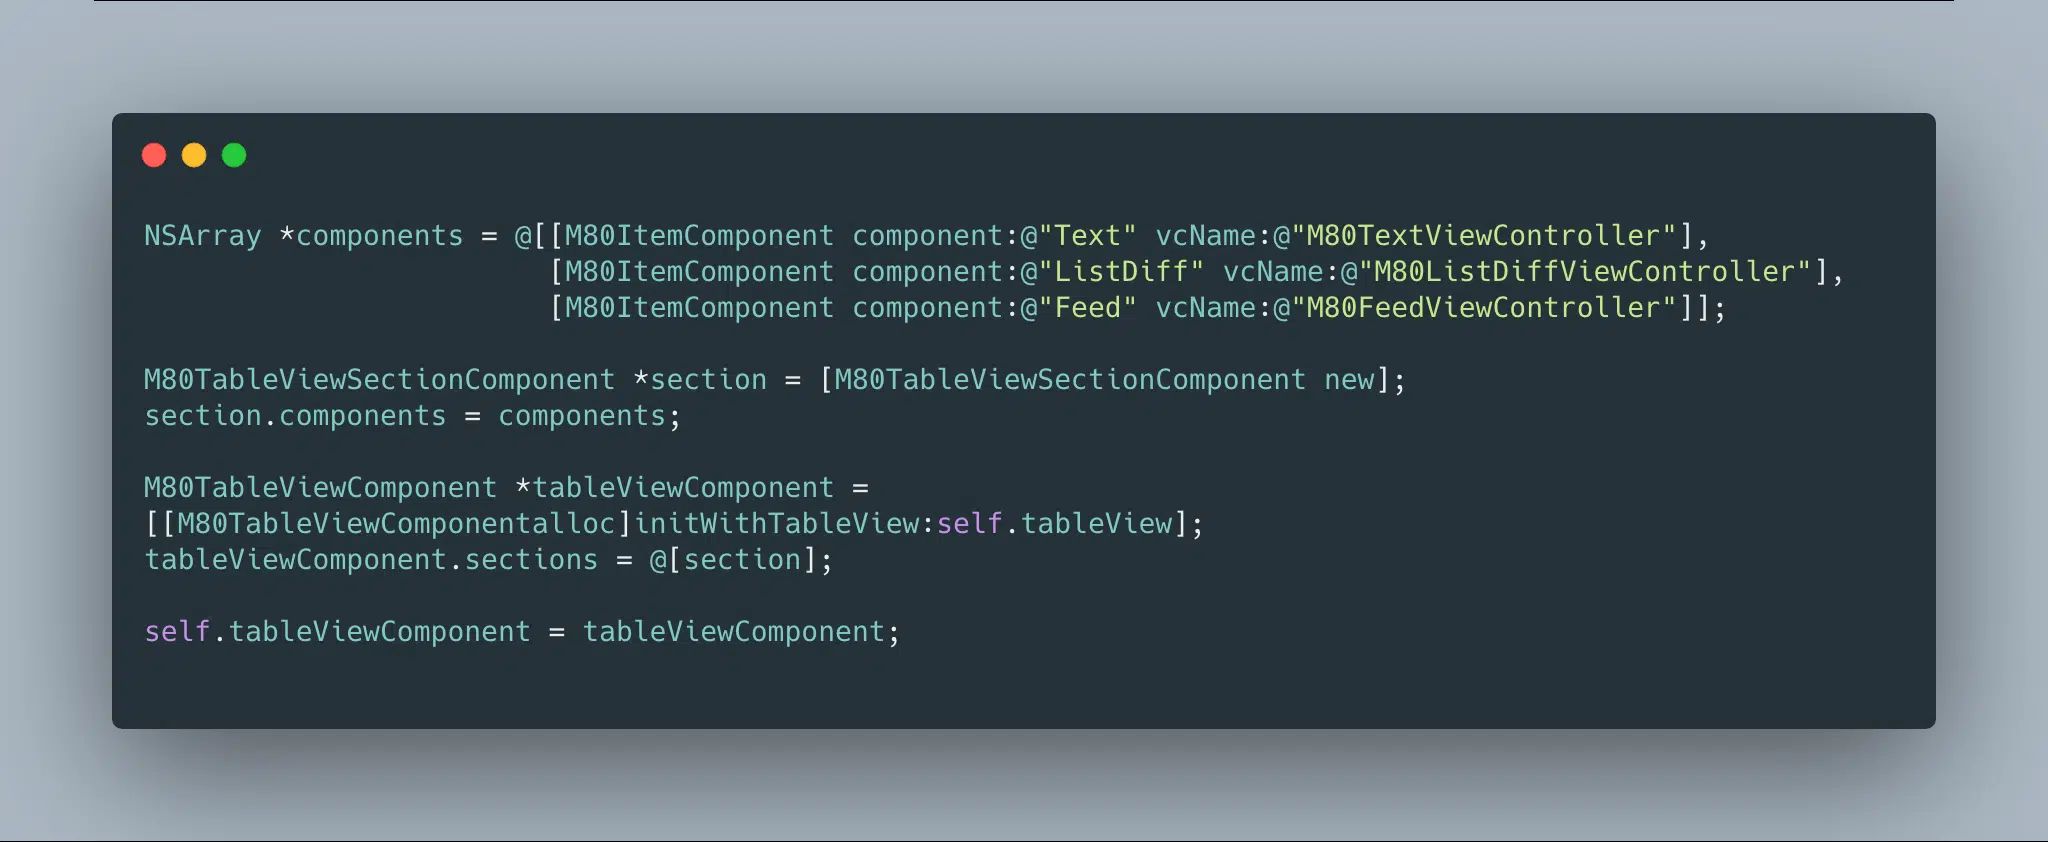 NSArray *components = @[[M80ItemComponent component:@"Text" vcName:@"M80TextViewController"],
[M80ItemComponent component:@"ListDiff" vcName:@"M80ListDiffViewController"],
[M80ItemComponent component:@"Feed" vcName:@"M80FeedViewController"]];
M80TableViewSectionComponent *section = [M80TableViewSectionComponent new];
section.components = components;
M80TableViewComponent *tableViewComponent =
[[M80TableViewComponentalloc]initWithTableView:self.tableView];
tableViewComponent.sections = @[section];
self.tableViewComponent = tableViewComponent;